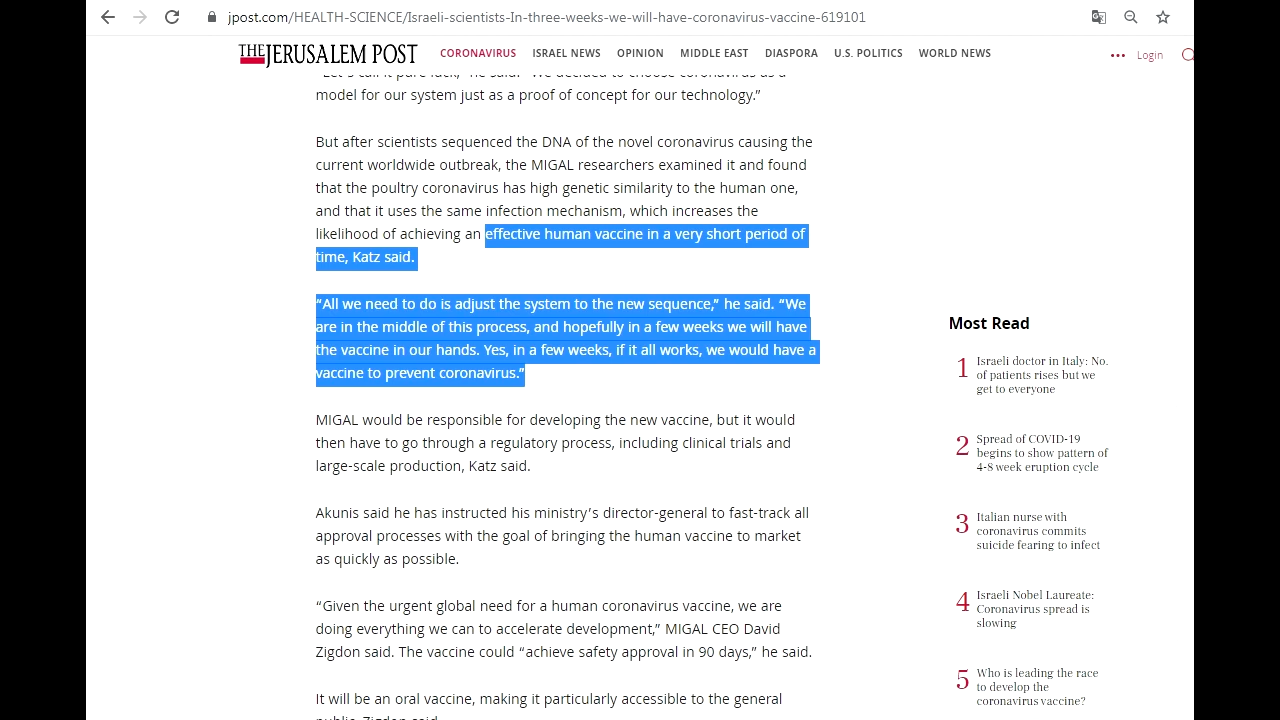 jpost.com/HEALTH-SCIENCE/Israeli-scientists-In-three-weeks-we-will-have-coronavirus-vaccine-619101
THE JERUSALEM POST
CORONAVIRUS ISRAEL NEWS OPINION MIDDLE EAST DIASPORA U.S. POLITICS WORLD NEWS
Login
“Let’s call it pure luck,” he said. “We decided to choose coronavirus as a
model for our system just as a proof of concept for our technology.”
But after scientists sequenced the DNA of the novel coronavirus causing the
current worldwide outbreak, the MIGAL researchers examined it and found
that the poultry coronavirus has high genetic similarity to the human one,
and that it uses the same infection mechanism, which increases the
likelihood of achieving an effective human vaccine in a very short period of
time, Katz said.
“All we need to do is adjust the system to the new sequence,” he said. “We
are in the middle of this process, and hopefully in a few weeks we will have
the vaccine in our hands. Yes, in a few weeks, if it all works, we would have a
vaccine to prevent coronavirus.”
MIGAL would be responsible for developing the new vaccine, but it would
then have to go through a regulatory process, including clinical trials and
large-scale production, Katz said.
Akunis said he has instructed his ministry’s director-general to fast-track all
approval processes with the goal of bringing the human vaccine to market
as quickly as possible.
“Given the urgent global need for a human coronavirus vaccine, we are
doing everything we can to accelerate development,” MIGAL CEO David
Zigdon said. The vaccine could “achieve safety approval in 90 days,” he said.
It will be an oral vaccine, making it particularly accessible to the general
public, Zigdon said.
Most Read
1 Israeli doctor in Italy: No.
of patients rises but we
get to everyone
2 Spread of COVID-19
begins to show pattern of
4-8 week eruption cycle
3 Italian nurse with
coronavirus commits
suicide fearing to infect
4 Israeli Nobel Laureate:
Coronavirus spread is
slowing
5 Who is leading the race
to develop the
coronavirus vaccine?